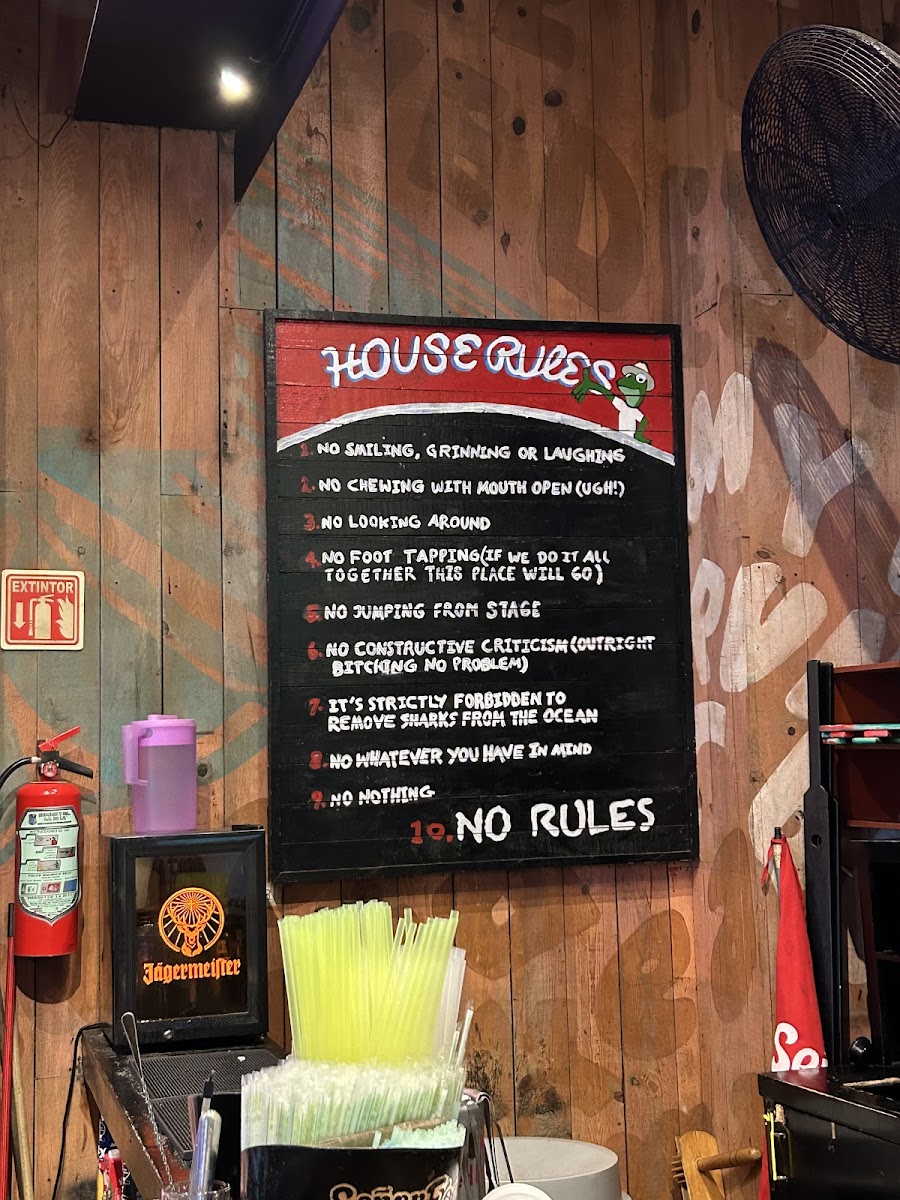 HOUSE RULES
1. NO SMILING, GRINNING OR LAUGHING
2. NO CHEWING WITH MOUTH OPEN (UGH!)
3. NO LOOKING AROUND
4. NO FOOT TAPPING (IF WE DO IT ALL
TOGETHER THIS PLACE WILL GO)
5. NO JUMPING FROM STAGE
6. NO CONSTRUCTIVE CRITICISM (OUTRIGHT
BITCHING NO PROBLEM)
7. IT'S STRICTLY FORBIDDEN TO
REMOVE SHARKS FROM THE OCEAN
8. NO WHATEVER YOU HAVE IN MIND
9. NO NOTHING
10. NO RULES
EXTINTOR
Jägermeister
Señor